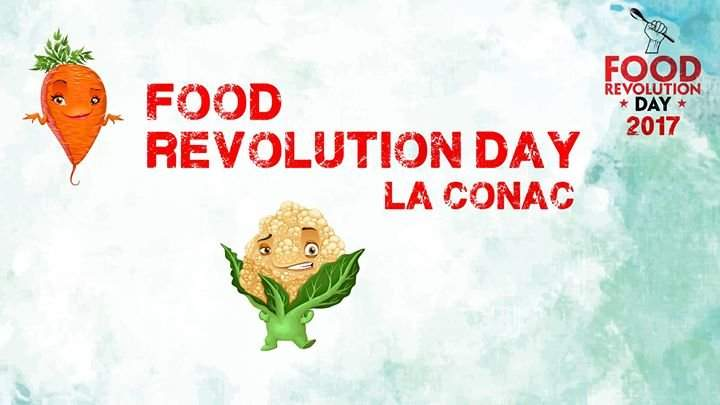 FOOD
REVOLUTION DAY
LA CONAC
FOOD
REVOLUTION
DAY
2017